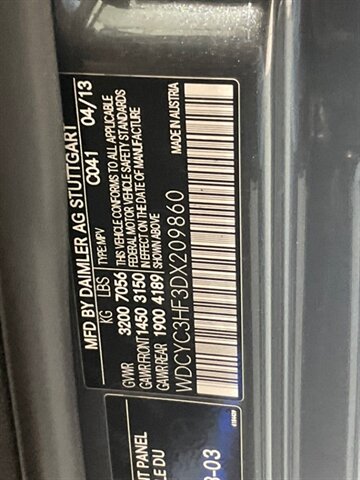 MFD BY DAIMLER AG STUTTGART
C041 04/13
KG LBS TYPE: MPV
GVWR 3200 7056 THIS VEHICLE CONFORMS TO ALL APPLICABLE
FEDERAL MOTOR VEHICLE SAFETY STANDARDS
GAWR FRONT 1450 3150 IN EFFECT ON THE DATE OF MANUFACTURE
GAWR REAR 1900 4189 SHOWN ABOVE
MADE IN AUSTRIA
WDCYC3HF3DX209860
NT PANEL
LE DU
3-03